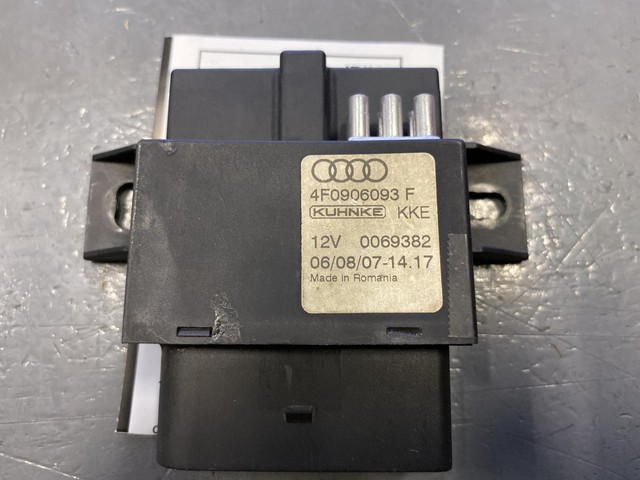 4F0906093 F
KUHNKE KKE
12V 0069382
06/08/07-14.17
Made in Romania